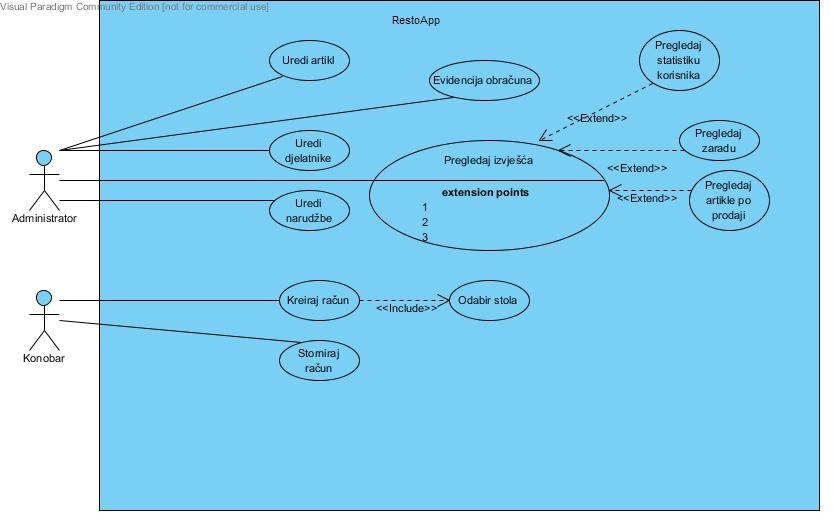 Visual Paradigm Community Edition [not for commercial use]
RestoApp
Uredi artikl
Evidencija obračuna
Pregledaj
statistiku
korisnika
<<Extend>>
Uredi
djelatnike
Pregledaj izvješća
extension points
1
2
3
Pregledaj
zaradu
<<Extend>>
Pregledaj
artikle po
prodaji
<<Extend>>
Administrator
Uredi
narudžbe
Kreiraj račun
<<Include>>
Odabir stola
Konobar
Storniraj
račun